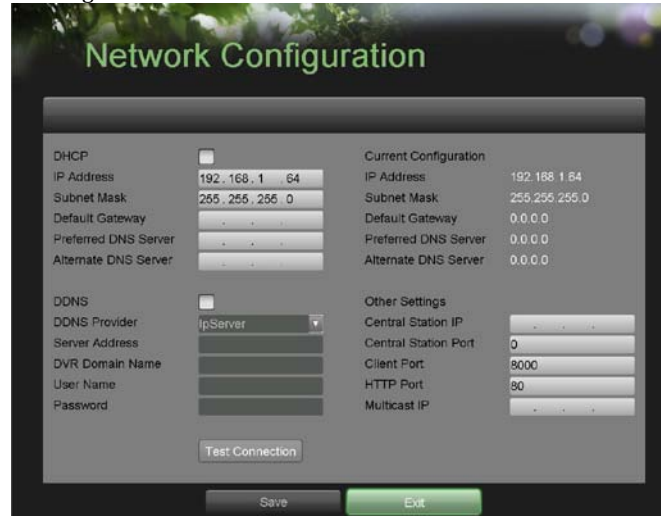 Network Configuration
DHCP
IP Address 192.168.1.64
Subnet Mask 255.255.255.0
Default Gateway . . .
Preferred DNS Server . . .
Alternate DNS Server . . .
Current Configuration
IP Address 192.168.1.64
Subnet Mask 255.255.255.0
Default Gateway 0.0.0.0
Preferred DNS Server 0.0.0.0
Alternate DNS Server 0.0.0.0
DDNS
DDNS Provider IpServer
Server Address
DVR Domain Name
User Name
Password
Test Connection
Other Settings
Central Station IP . . .
Central Station Port 0
Client Port 8000
HTTP Port 80
Multicast IP . . .
Save Exit